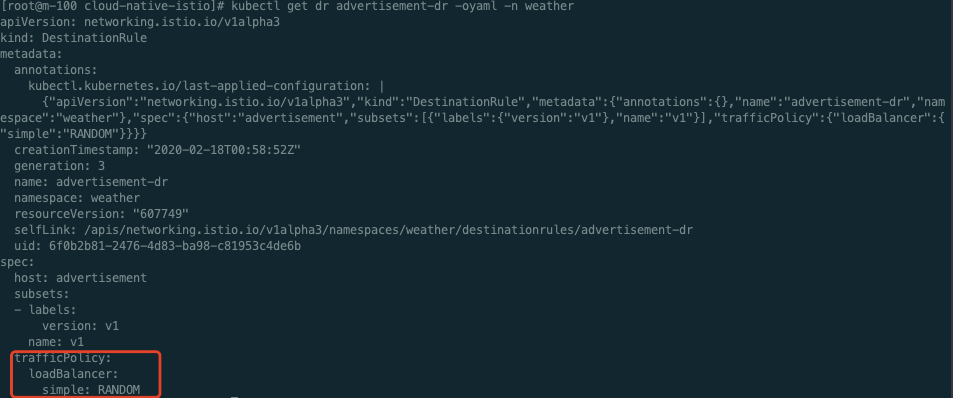 [root@m-100 cloud-native-istio]# kubectl get dr advertisement-dr -oyaml -n weather
apiVersion: networking.istio.io/v1alpha3
kind: DestinationRule
metadata:
  annotations:
    kubectl.kubernetes.io/last-applied-configuration: |
      {"apiVersion":"networking.istio.io/v1alpha3","kind":"DestinationRule","metadata":{"annotations":{},"name":"advertisement-dr","nam
espace":"weather"},"spec":{"host":"advertisement","subsets":[{"labels":{"version":"v1"},"name":"v1"}],"trafficPolicy":{"loadBalancer":{
"simple":"RANDOM"}}}}
  creationTimestamp: "2020-02-18T00:58:52Z"
  generation: 3
  name: advertisement-dr
  namespace: weather
  resourceVersion: "607749"
  selfLink: /apis/networking.istio.io/v1alpha3/namespaces/weather/destinationrules/advertisement-dr
  uid: 6f0b2b81-2476-4d83-ba98-c81953c4de6b
spec:
  host: advertisement
  subsets:
  - labels:
      version: v1
    name: v1
  trafficPolicy:
    loadBalancer:
      simple: RANDOM